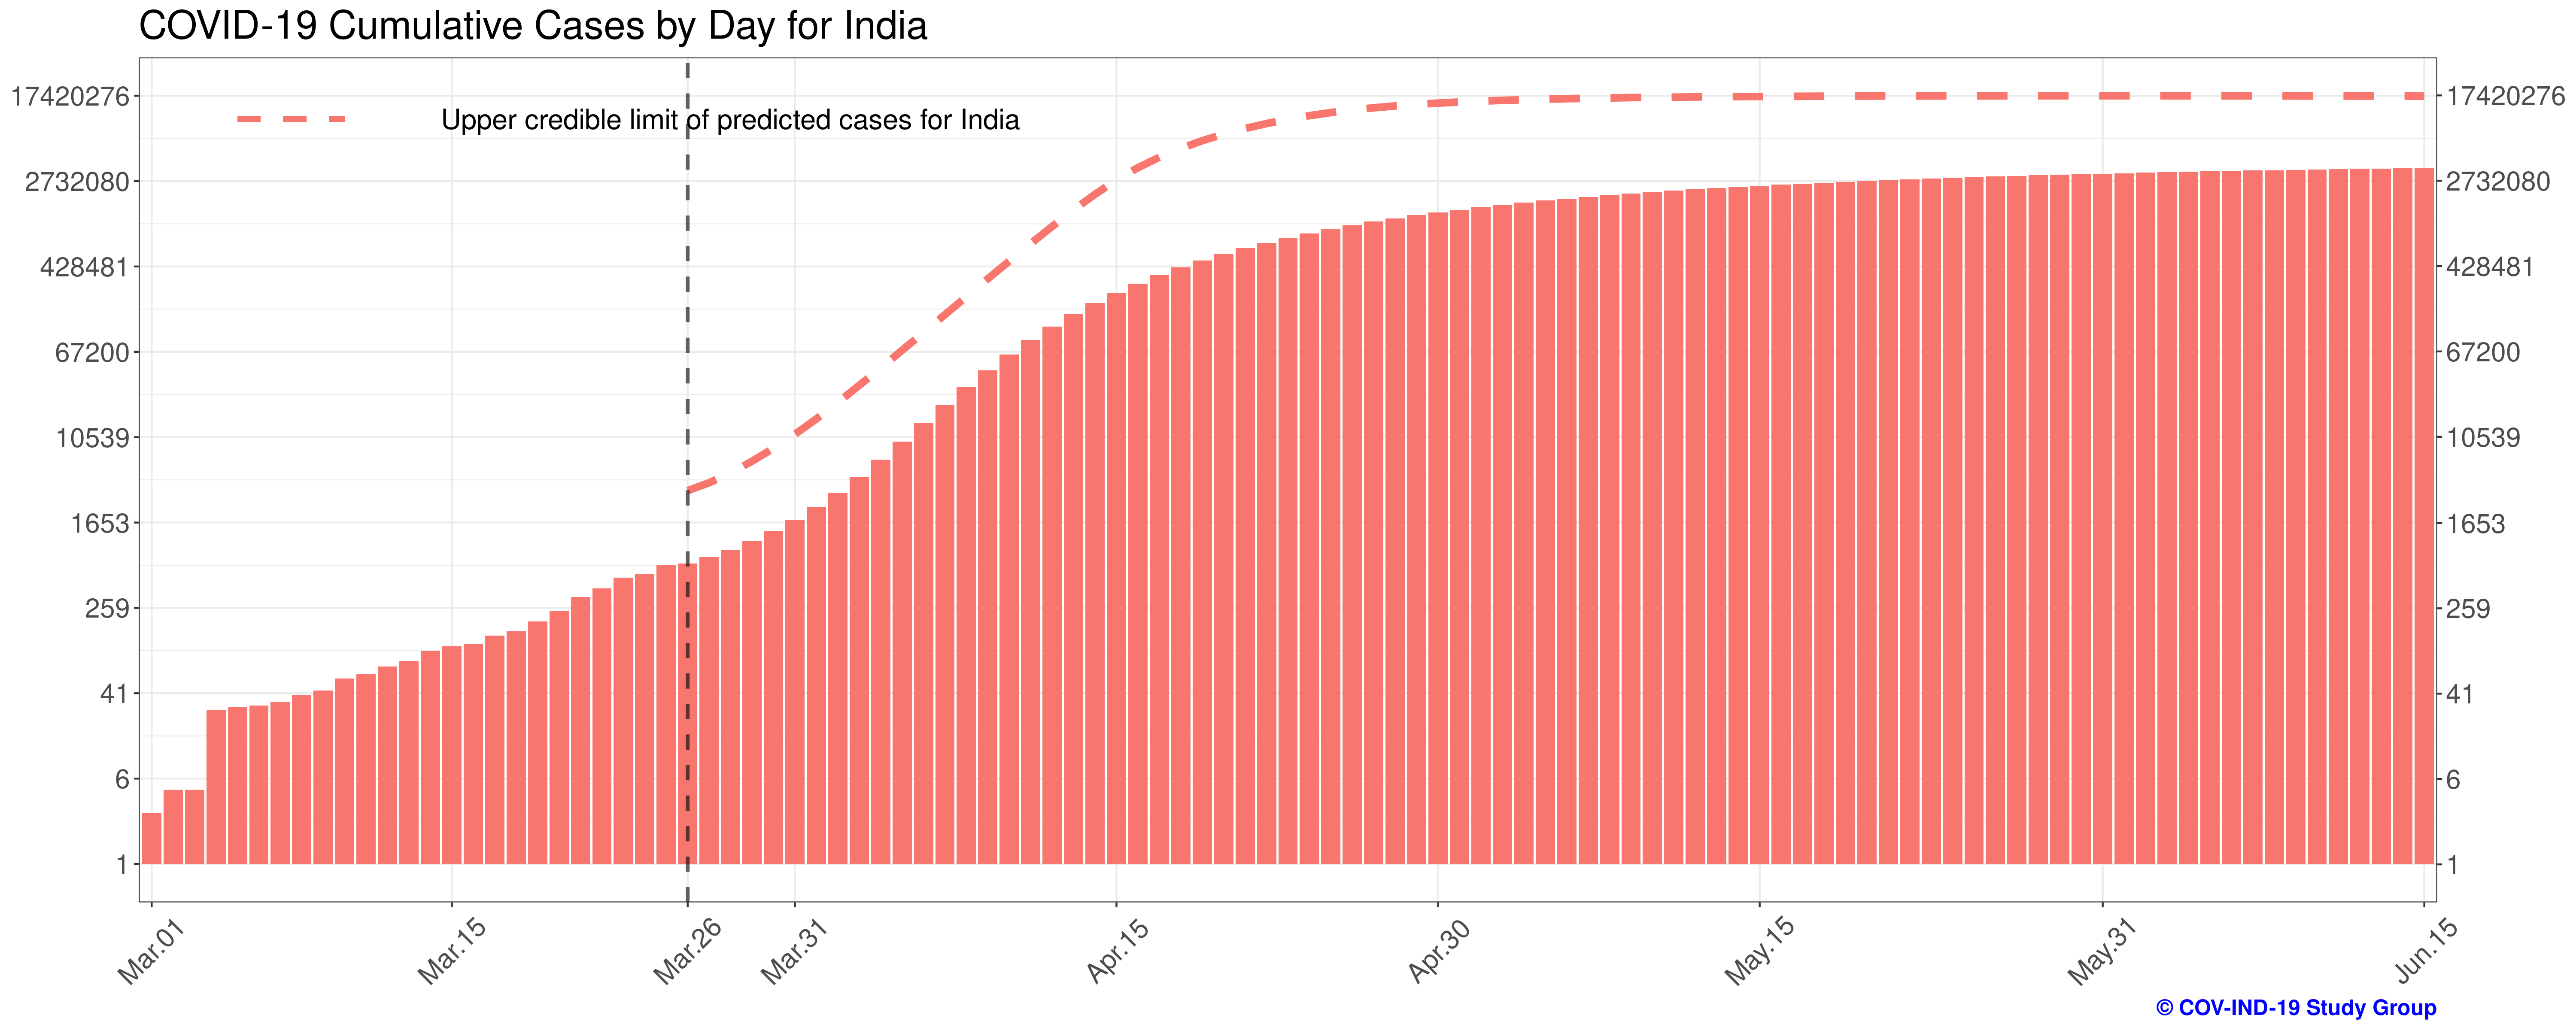 COVID-19 Cumulative Cases by Day for India
Upper credible limit of predicted cases for India
17420276
2732080
428481
67200
10539
1653
259
41
6
1
17420276
2732080
428481
67200
10539
1653
259
41
6
1
Mar.01
Mar.15
Mar.26
Mar.31
Apr.15
Apr.30
May.15
May.31
Jun.15
© COV-IND-19 Study Group